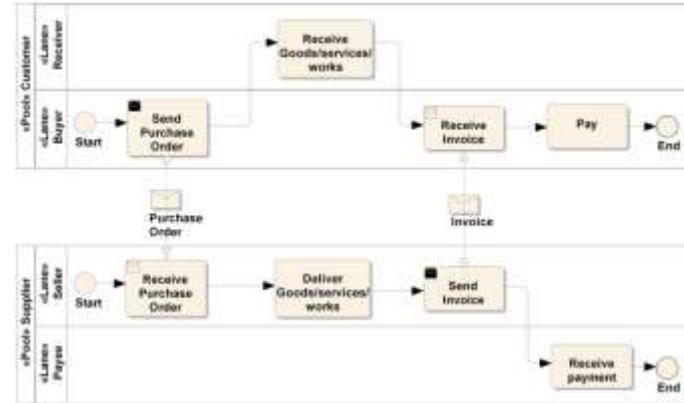 «Pool» Customer
«Lane»
Receiver
Receive
Goods/services/
works
«Lane»
Buyer
Start
Send
Purchase
Order
Receive
Invoice
Pay
End
Purchase
Order
Invoice
«Pool» Supplier
«Lane»
Seller
Start
Receive
Purchase
Order
Deliver
Goods/services/
works
Send
Invoice
«Lane»
Payee
Receive
payment
End